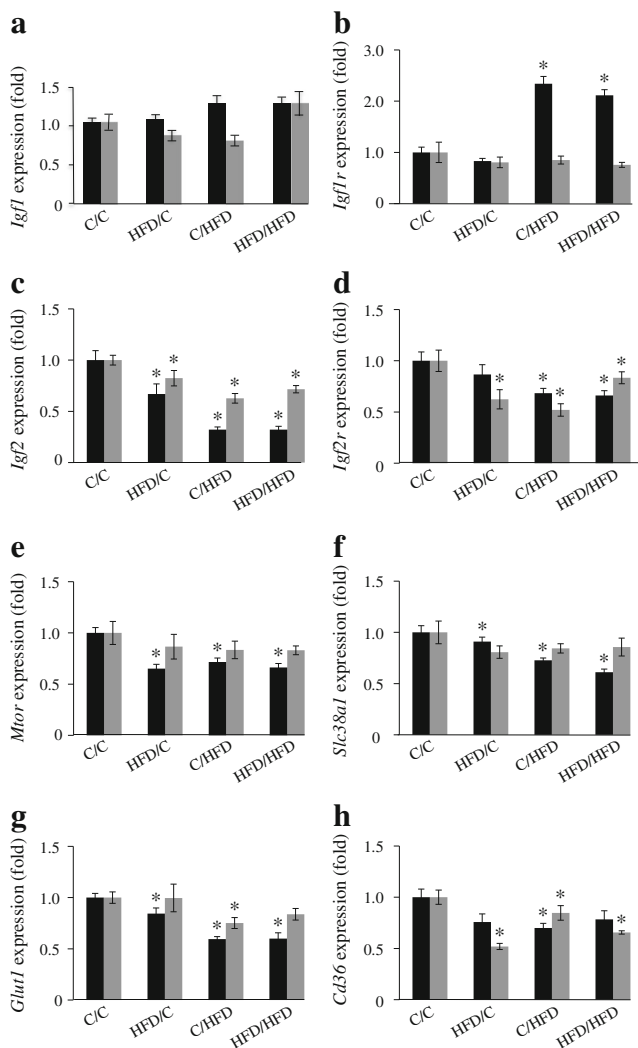 a
Igf1 expression (fold)
1.5
1.0
0.5
0
C/C
HFD/C
C/HFD
HFD/HFD
b
Igf1r expression (fold)
3.0
2.0
1.0
0
* *
C/C
HFD/C
C/HFD
HFD/HFD
c
Igf2 expression (fold)
1.5
1.0
0.5
0
* * * * * *
C/C
HFD/C
C/HFD
HFD/HFD
d
Igf2r expression (fold)
1.5
1.0
0.5
0
* * * * *
C/C
HFD/C
C/HFD
HFD/HFD
e
Mtor expression (fold)
1.5
1.0
0.5
0
* * *
C/C
HFD/C
C/HFD
HFD/HFD
f
Slc38a1 expression (fold)
1.5
1.0
0.5
0
* * *
C/C
HFD/C
C/HFD
HFD/HFD
g
Glut1 expression (fold)
1.5
1.0
0.5
0
* * * *
C/C
HFD/C
C/HFD
HFD/HFD
h
Cd36 expression (fold)
1.5
1.0
0.5
0
* * * *
C/C
HFD/C
C/HFD
HFD/HFD